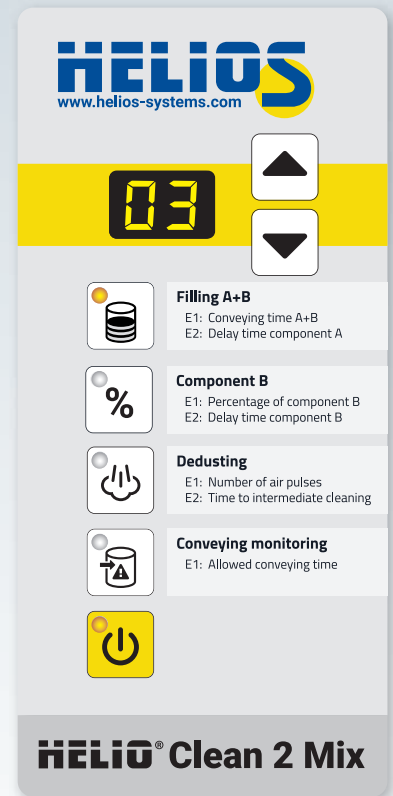 HELIOS
www.helios-systems.com
03
Filling A+B
E1: Conveying time A+B
E2: Delay time component A
%
Component B
E1: Percentage of component B
E2: Delay time component B
Dedusting
E1: Number of air pulses
E2: Time to intermediate cleaning
Conveying monitoring
E1: Allowed conveying time
HELIO® Clean 2 Mix